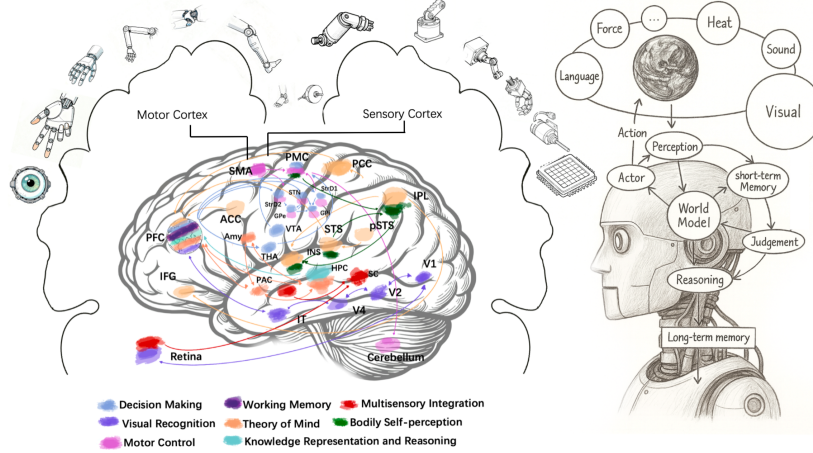 Motor Cortex
Sensory Cortex
SMA
PMC
PCC
STN
StrD1
StrD2
GPe
GPi
IPL
ACC
VTA
STS
pSTS
PFC
Amy
THA
INS
HPC
SC
V1
IFG
PAC
V2
IT
V4
Retina
Cerebellum
Decision Making
Working Memory
Multisensory Integration
Visual Recognition
Theory of Mind
Bodily Self-perception
Motor Control
Knowledge Representation and Reasoning
Force
...
Heat
Sound
Language
Visual
Action
Perception
Actor
short-term
Memory
World
Model
Judgement
Reasoning
Long-term memory